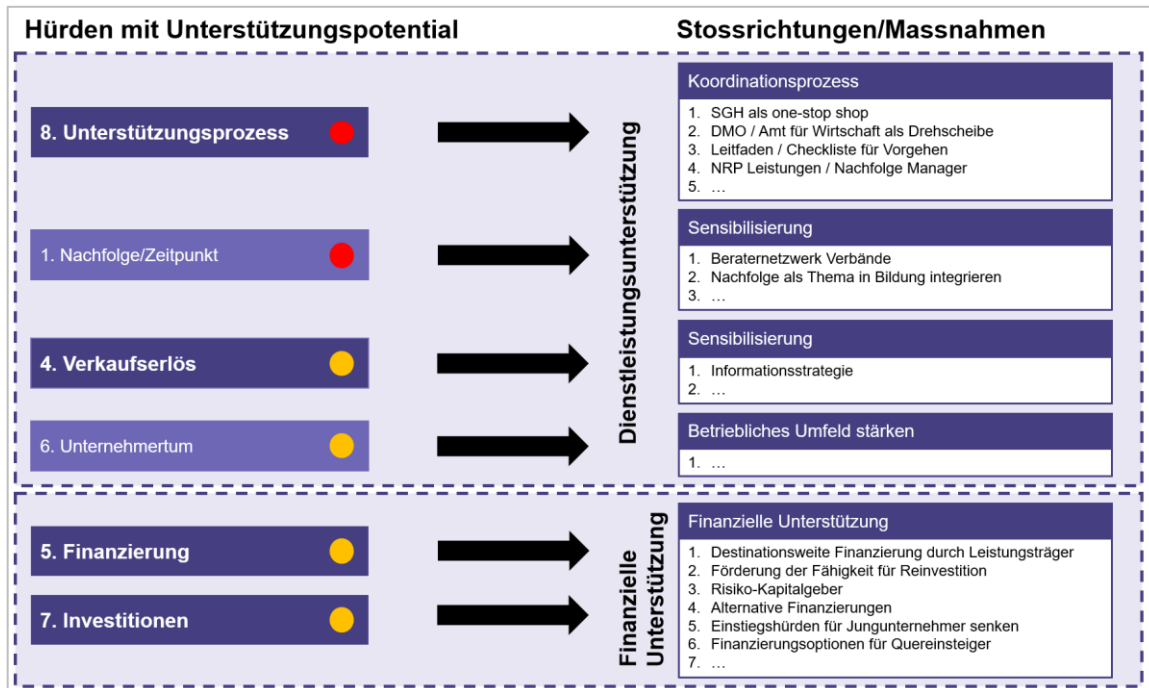 Hürden mit Unterstützungspotential
Stossrichtungen/Massnahmen
8. Unterstützungsprozess
1. Nachfolge/Zeitpunkt
4. Verkaufserlös
6. Unternehmertum
Dienstleistungsunterstützung
Koordinationsprozess
1. SGH als one-stop shop
2. DMO / Amt für Wirtschaft als Drehscheibe
3. Leitfaden / Checkliste für Vorgehen
4. NRP Leistungen / Nachfolge Manager
5. …
Sensibilisierung
1. Beraternetzwerk Verbände
2. Nachfolge als Thema in Bildung integrieren
3. …
Sensibilisierung
1. Informationsstrategie
2. …
Betriebliches Umfeld stärken
1. …
5. Finanzierung
7. Investitionen
Finanzielle
Unterstützung
Finanzielle Unterstützung
1. Destinationsweite Finanzierung durch Leistungsträger
2. Förderung der Fähigkeit für Reinvestition
3. Risiko-Kapitalgeber
4. Alternative Finanzierungen
5. Einstiegshürden für Jungunternehmer senken
6. Finanzierungsoptionen für Quereinsteiger
7. …